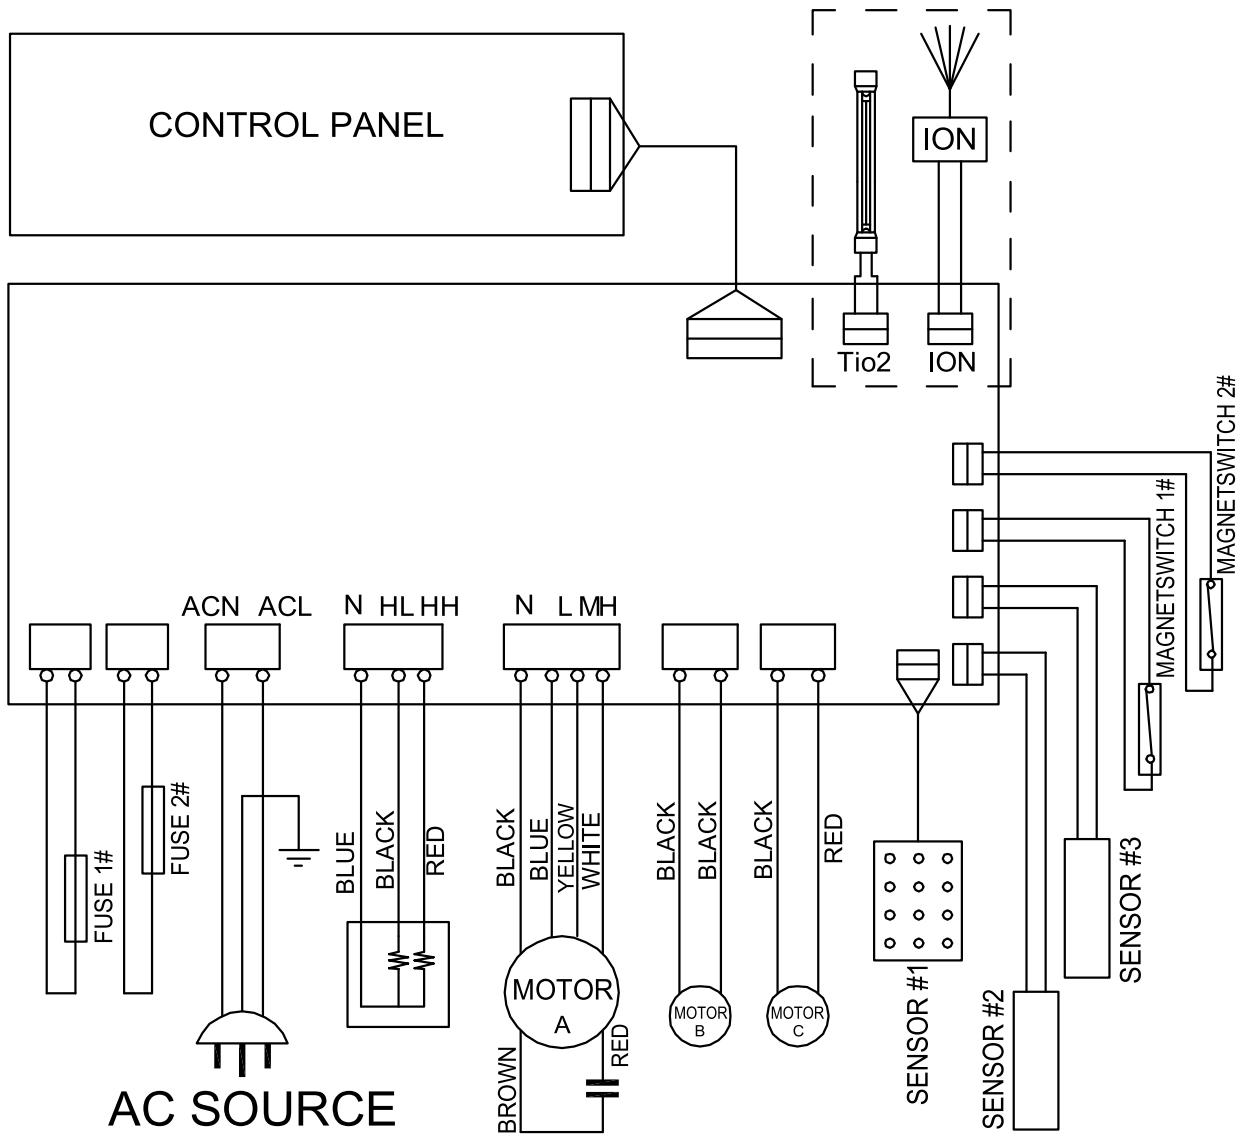 CONTROL PANEL
ION
Tio2 ION
MAGNETSWITCH 2#
MAGNETSWITCH 1#
ACN ACL N HL HH N L M H
FUSE 1#
FUSE 2#
BLUE
BLACK
RED
BLACK
BLUE
YELLOW
WHITE
BLACK
BLACK
BLACK
RED
MOTOR
A
MOTOR
B
MOTOR
C
BROWN
RED
SENSOR #1
SENSOR #2
SENSOR #3
AC SOURCE